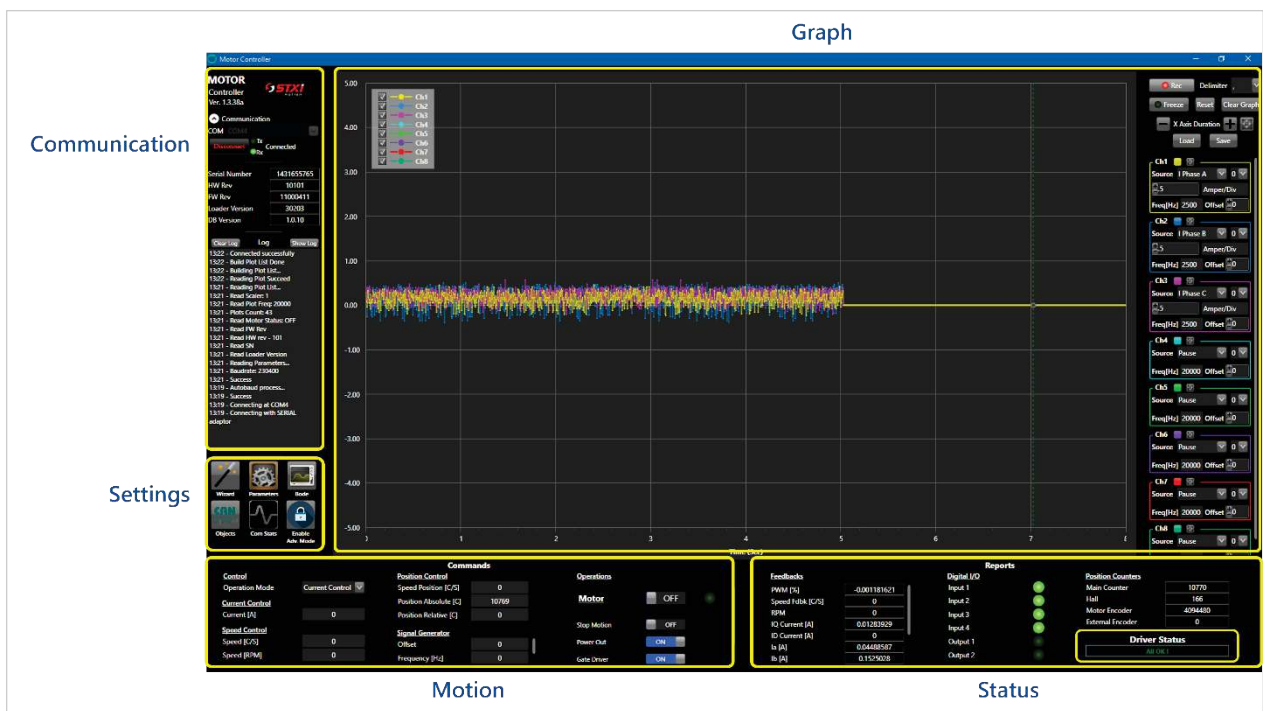 Graph
Communication
Settings
Motion
Status
Motor Controller
MOTOR
Controller
Ver. 1.3.38a
STXI
MOTION
Communication
COM COM4
Disconnect
Tx
Rx
Connected
Serial Number 1431655765
HW Rev 10101
FW Rev 11000411
Loader Version 30203
DB Version 1.0.10
Clear Log Log Show Log
13:22 - Connected successfully
13:22 - Build Plot List Done
13:22 - Building Plot List...
13:22 - Reading Plot Succeed
13:21 - Reading Plot List...
13:21 - Read Scaler: 1
13:21 - Read Plot Freq: 20000
13:21 - Plots Count: 43
13:21 - Read Motor Status: OFF
13:21 - Read FW Rev
13:21 - Read HW rev - 101
13:21 - Read SN
13:21 - Read Loader Version
13:21 - Reading Parameters...
13:21 - Baudrate: 230400
13:21 - Success
13:19 - Autobaud process...
13:19 - Success
13:19 - Connecting at COM4
13:19 - Connecting with SERIAL
adaptor
Wizard Parameters Bode
CAN
Objects Com Stats Enable
Adv. Mode
5.00
4.00
3.00
2.00
1.00
0.00
-1.00
-2.00
-3.00
-4.00
-5.00
Ch1
Ch2
Ch3
Ch4
Ch5
Ch6
Ch7
Ch8
1 2 3 4 5 6 7
Time (Sec)
Rec Delimiter ,
Freeze Reset Clear Graph
X Axis Duration
Load Save
Ch1
Source I Phase A 0
.5 Amper/Div
Freq[Hz] 2500 Offset 0
Ch2
Source I Phase B 0
.5 Amper/Div
Freq[Hz] 2500 Offset 0
Ch3
Source I Phase C 0
.5 Amper/Div
Freq[Hz] 2500 Offset 0
Ch4
Source Pause 0
Freq[Hz] 20000 Offset 0
Ch5
Source Pause 0
Freq[Hz] 20000 Offset 0
Ch6
Source Pause 0
Freq[Hz] 20000 Offset 0
Ch7
Source Pause 0
Freq[Hz] 20000 Offset 0
Ch8
Source Pause 0
Commands
Control
Operation Mode Current Control
Current Control
Current [A] 0
Speed Control
Speed [C/S] 0
Speed [RPM] 0
Position Control
Speed Position [C/S] 0
Position Absolute [C] 10769
Position Relative [C] 0
Signal Generator
Offset 0
Frequency [Hz] 0
Operations
Motor OFF
Stop Motion OFF
Power Out ON
Gate Driver ON
Reports
Feedbacks
PWM [%] -0.001181621
Speed Fdbk [C/S] 0
RPM 0
IQ Current [A] 0.01283929
ID Current [A] 0
Ia [A] 0.04488587
Ib [A] 0.1525028
Digital I/O
Input 1
Input 2
Input 3
Input 4
Output 1
Output 2
Position Counters
Main Counter 10770
Hall 166
Motor Encoder 4094480
External Encoder 0
Driver Status
All OK !